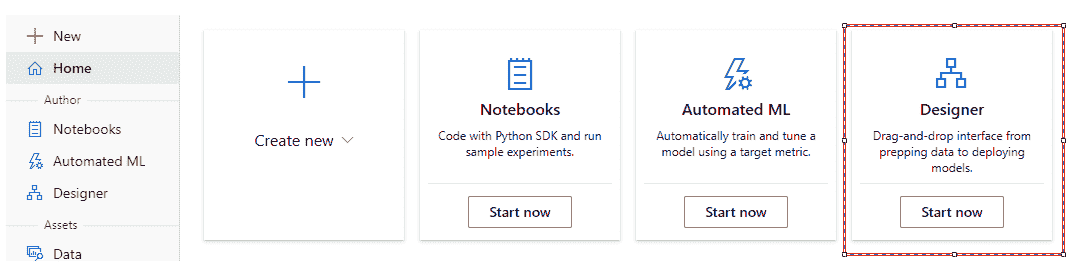 New
Home
Author
Notebooks
Automated ML
Designer
Assets
Data
Create new
Notebooks
Code with Python SDK and run
sample experiments.
Start now
Automated ML
Automatically train and tune a
model using a target metric.
Start now
Designer
Drag-and-drop interface from
prepping data to deploying
models.
Start now